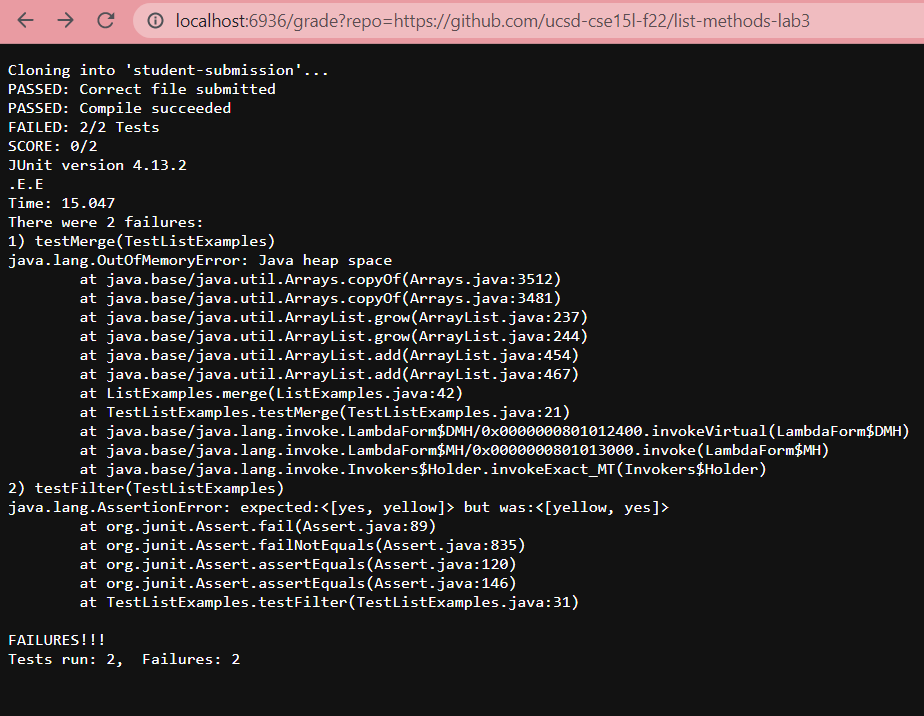 localhost:6936/grade?repo=https://github.com/ucsd-cse15l-f22/list-methods-lab3
Cloning into 'student-submission'...
PASSED: Correct file submitted
PASSED: Compile succeeded
FAILED: 2/2 Tests
SCORE: 0/2
JUnit version 4.13.2
.E.E
Time: 15.047
There were 2 failures:
1) testMerge(TestListExamples)
java.lang.OutOfMemoryError: Java heap space
        at java.base/java.util.Arrays.copyOf(Arrays.java:3512)
        at java.base/java.util.Arrays.copyOf(Arrays.java:3481)
        at java.base/java.util.ArrayList.grow(ArrayList.java:237)
        at java.base/java.util.ArrayList.grow(ArrayList.java:244)
        at java.base/java.util.ArrayList.add(ArrayList.java:454)
        at java.base/java.util.ArrayList.add(ArrayList.java:467)
        at ListExamples.merge(ListExamples.java:42)
        at TestListExamples.testMerge(TestListExamples.java:21)
        at java.base/java.lang.invoke.LambdaForm$DMH/0x0000000801012400.invokeVirtual(LambdaForm$DMH)
        at java.base/java.lang.invoke.LambdaForm$MH/0x0000000801013000.invoke(LambdaForm$MH)
        at java.base/java.lang.invoke.Invokers$Holder.invokeExact_MT(Invokers$Holder)
2) testFilter(TestListExamples)
java.lang.AssertionError: expected:<[yes, yellow]> but was:<[yellow, yes]>
        at org.junit.Assert.fail(Assert.java:89)
        at org.junit.Assert.failNotEquals(Assert.java:835)
        at org.junit.Assert.assertEquals(Assert.java:120)
        at org.junit.Assert.assertEquals(Assert.java:146)
        at TestListExamples.testFilter(TestListExamples.java:31)
FAILURES!!!
Tests run: 2,  Failures: 2